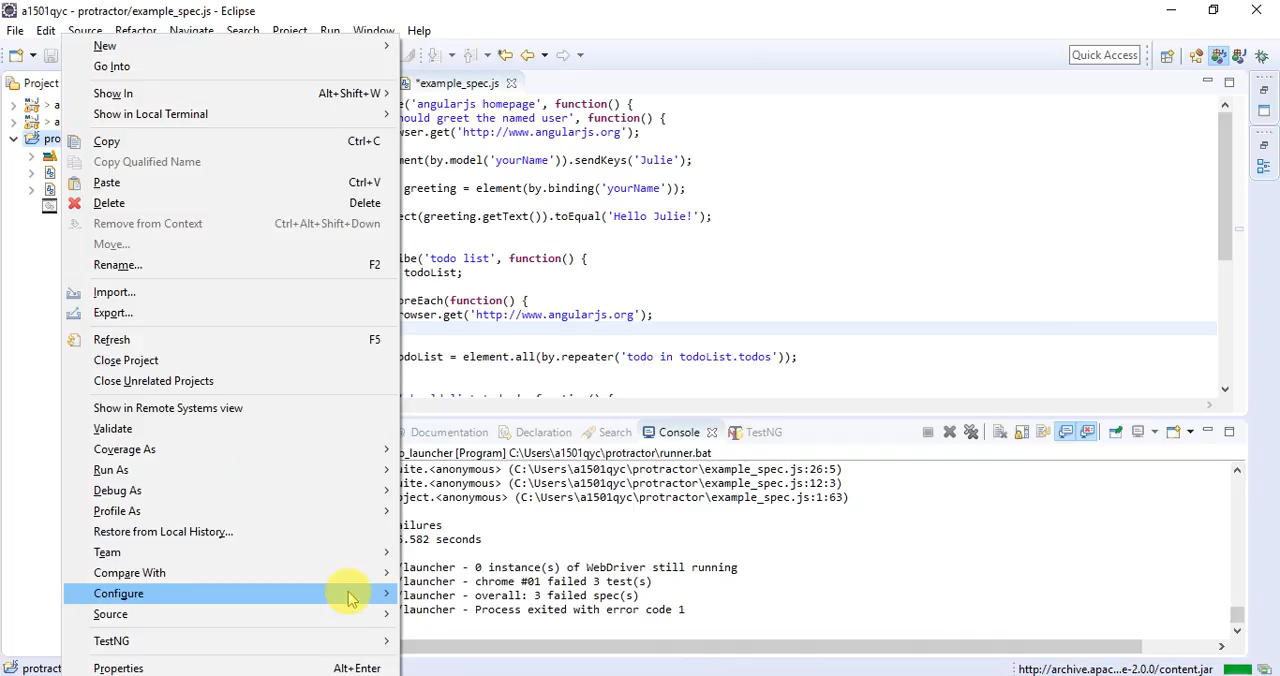 a1501qyc - protractor/example_spec.js - Eclipse
File Edit Source Refactor Navigate Search Project Run Window Help
Quick Access
Project
*example_spec.js
> a
> a
pro
New
Go Into
Show In Alt+Shift+W
Show in Local Terminal
Copy Ctrl+C
Copy Qualified Name
Paste Ctrl+V
Delete Delete
Remove from Context Ctrl+Alt+Shift+Down
Move...
Rename... F2
Import...
Export...
Refresh F5
Close Project
Close Unrelated Projects
Show in Remote Systems view
Validate
Coverage As
Run As
Debug As
Profile As
Restore from Local History...
Team
Compare With
Configure
Source
TestNG
Properties Alt+Enter
e('angularjs homepage', function() {
hould greet the named user', function() {
wser.get('http://www.angularjs.org');
ment(by.model('yourName')).sendKeys('Julie');
greeting = element(by.binding('yourName'));
ect(greeting.getText()).toEqual('Hello Julie!');
ibe('todo list', function() {
todoList;
oreEach(function() {
rowser.get('http://www.angularjs.org');
odoList = element.all(by.repeater('todo in todoList.todos'));
Documentation Declaration Search Console TestNG
o_launcher [Program] C:\Users\a1501qyc\protractor\runner.bat
uite.<anonymous> (C:\Users\a1501qyc\protractor\example_spec.js:26:5)
uite.<anonymous> (C:\Users\a1501qyc\protractor\example_spec.js:12:3)
ject.<anonymous> (C:\Users\a1501qyc\protractor\example_spec.js:1:63)
ailures
6.582 seconds
/launcher - 0 instance(s) of WebDriver still running
/launcher - chrome #01 failed 3 test(s)
/launcher - overall: 3 failed spec(s)
/launcher - Process exited with error code 1
protract
http://archive.apac...e-2.0.0/content.jar